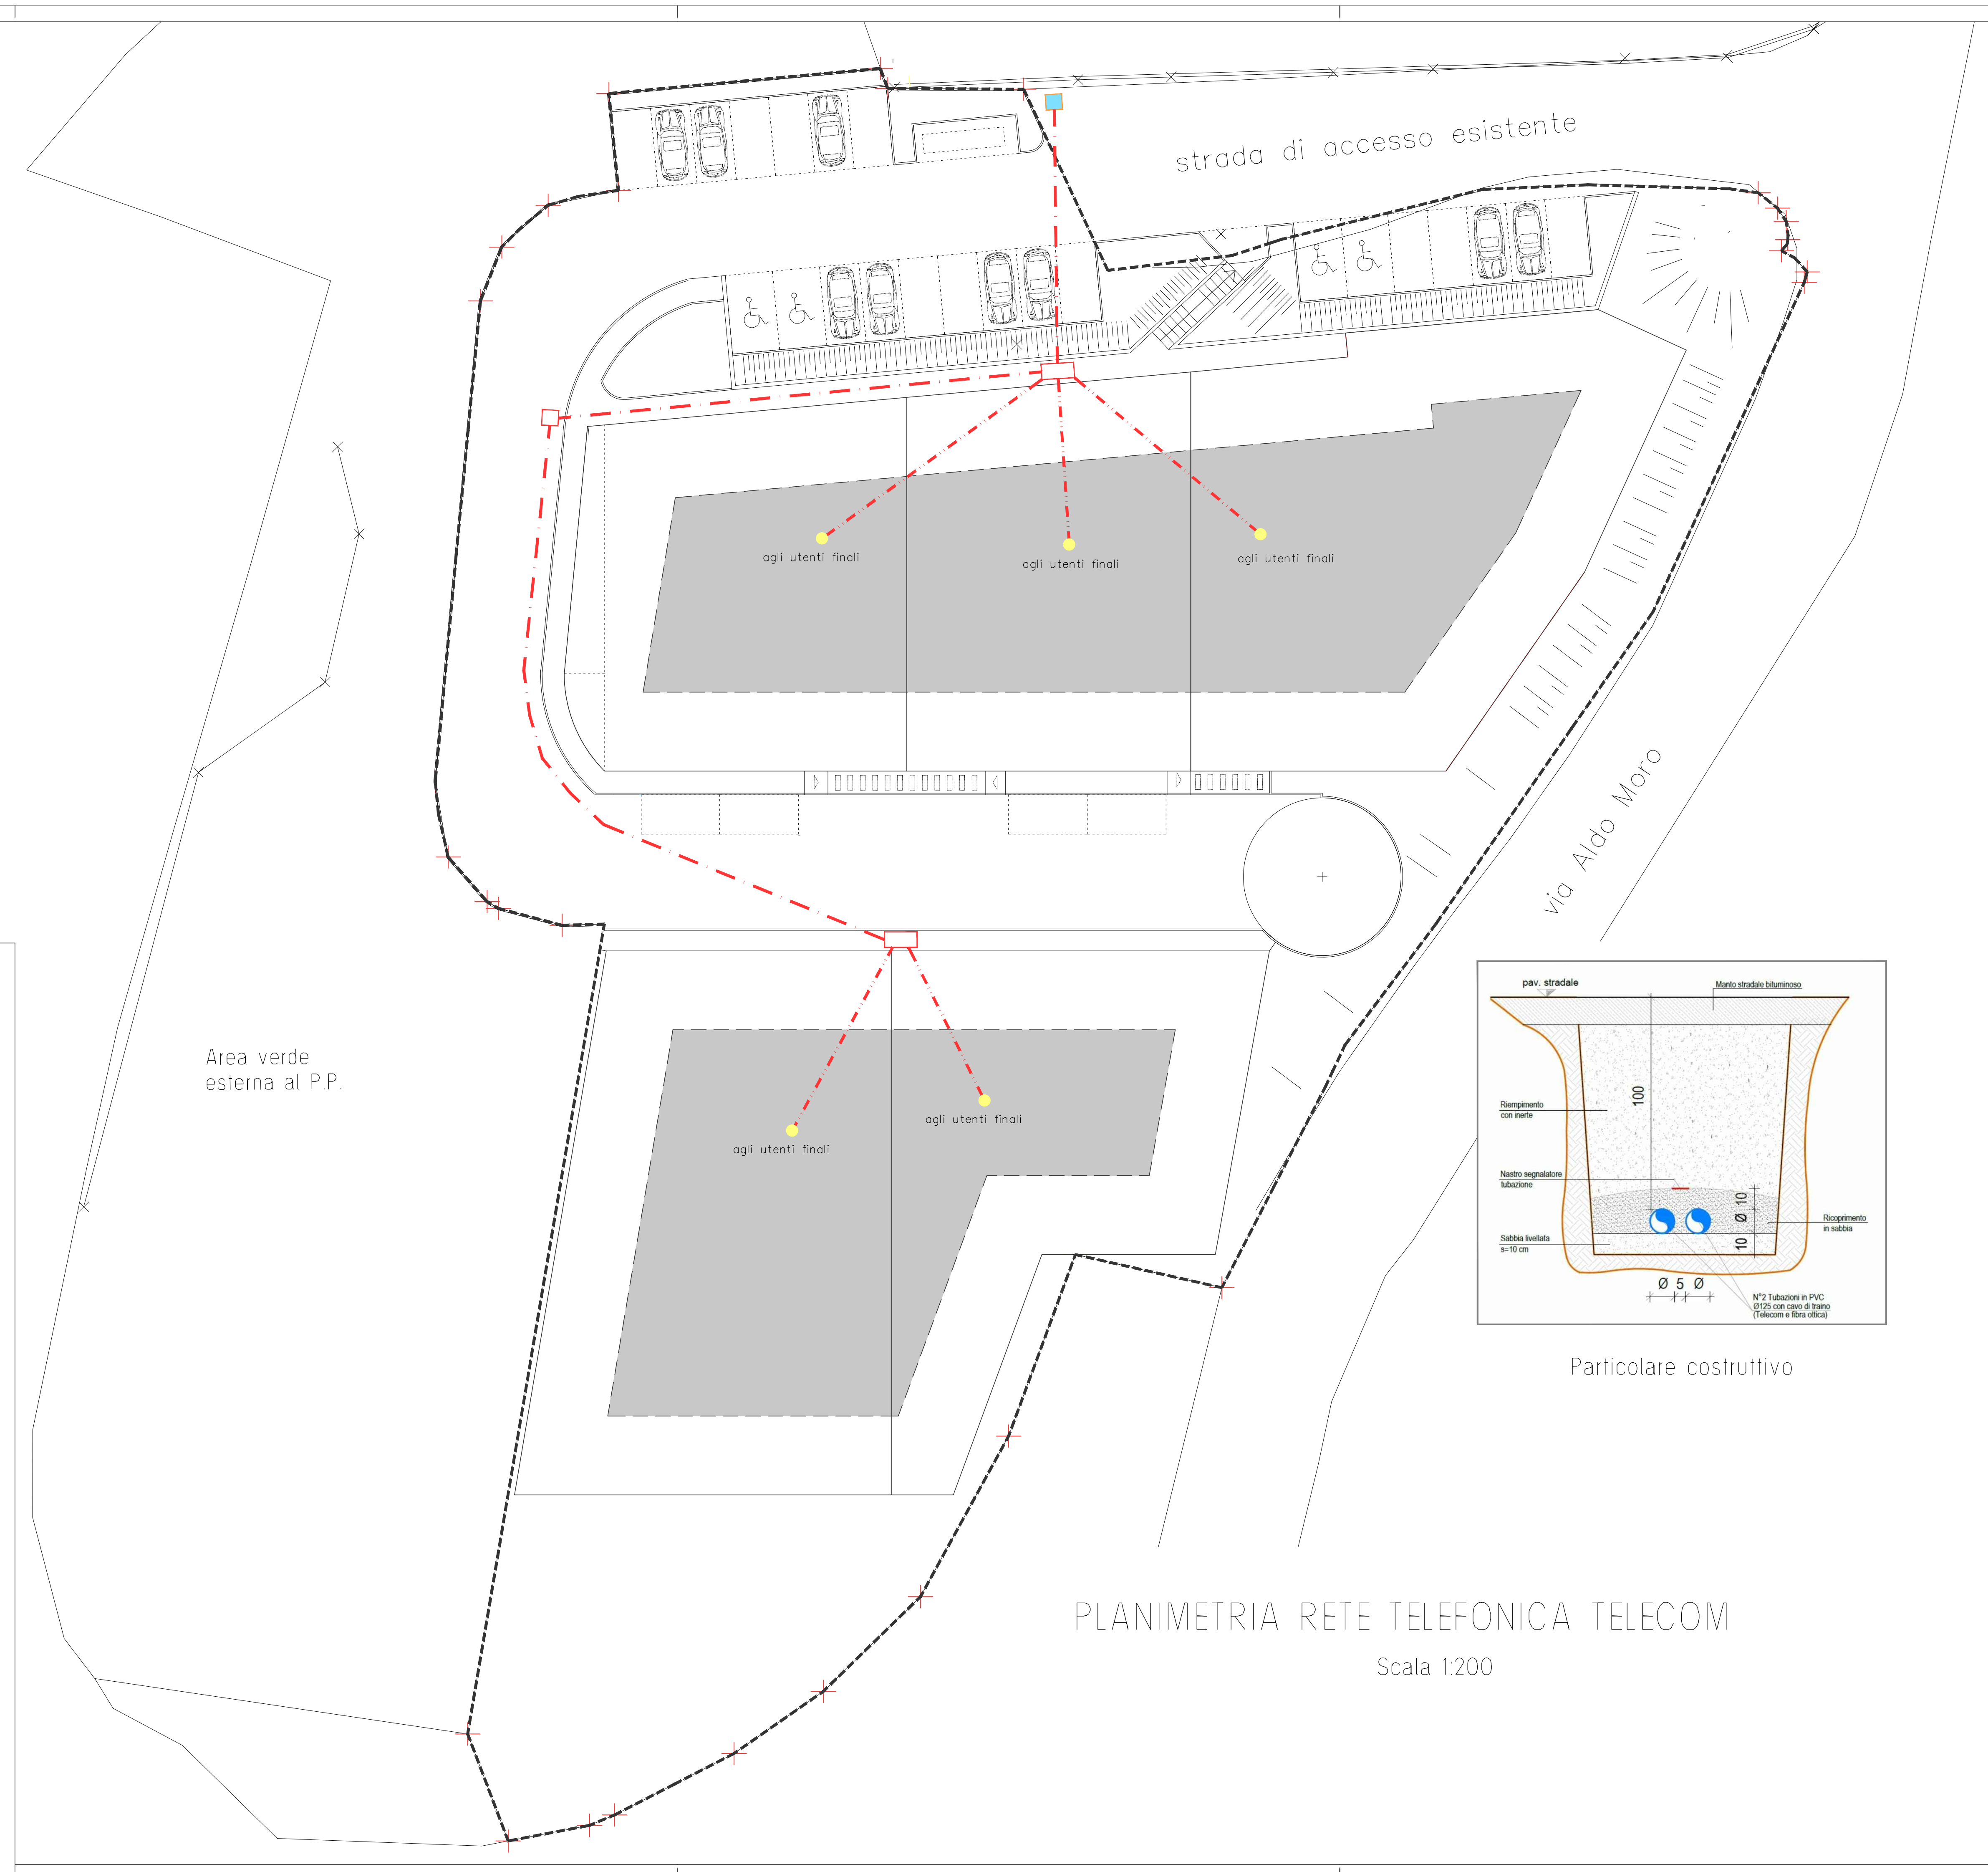 strada di accesso esistente
agli utenti finali
agli utenti finali
agli utenti finali
via Aldo Moro
Area verde
esterna al P.P.
agli utenti finali
agli utenti finali
pav. stradale
Manto stradale bituminoso
100
Riempimento
con inerte
Nastro segnalatore
tubazione
10
Ø
10
Ricoprimento
in sabbia
Sabbia livellata
s=10 cm
Ø 5 Ø
N°2 Tubazioni in PVC
Ø125 con cavo di traino
(Telecom e fibra ottica)
Particolare costruttivo
PLANIMETRIA RETE TELEFONICA TELECOM
Scala 1:200